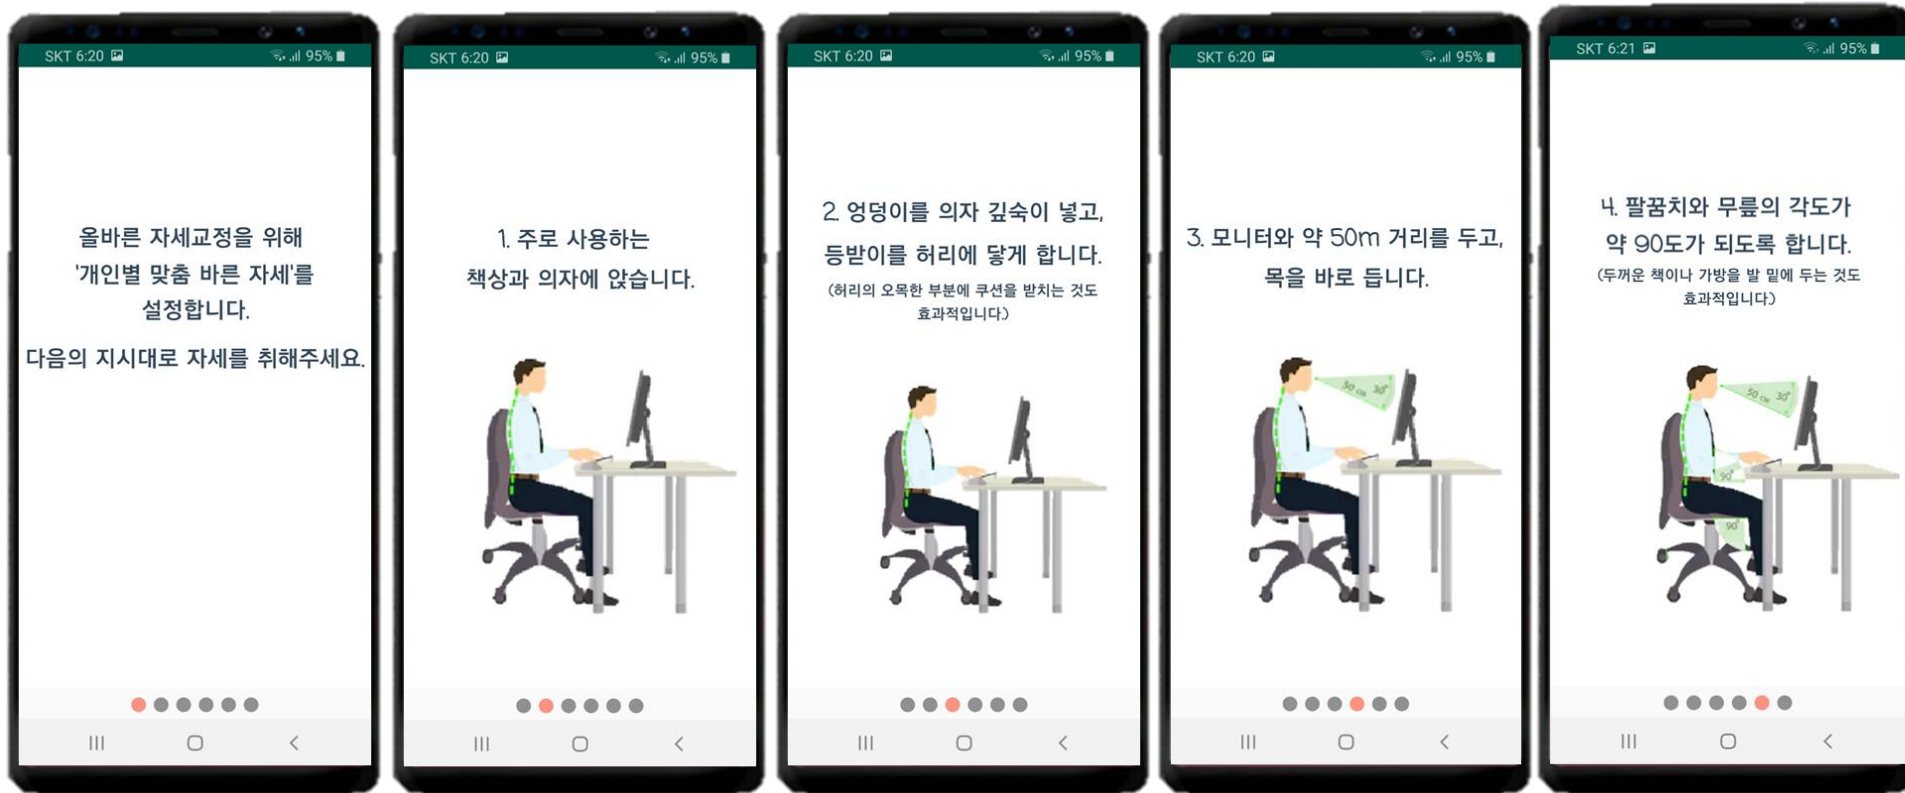 SKT 6:20
95%
올바른 자세교정을 위해
'개인별 맞춤 바른 자세'를
설정합니다.
다음의 지시대로 자세를 취해주세요.
SKT 6:20
95%
1. 주로 사용하는
책상과 의자에 앉습니다.
SKT 6:20
95%
2. 엉덩이를 의자 깊숙이 넣고,
등받이를 허리에 닿게 합니다.
(허리의 오목한 부분에 쿠션을 받치는 것도
효과적입니다.)
SKT 6:20
95%
3. 모니터와 약 50m 거리를 두고,
목을 바로 듭니다.
50 см 30°
SKT 6:21
95%
4. 팔꿈치와 무릎의 각도가
약 90도가 되도록 합니다.
(두꺼운 책이나 가방을 발 밑에 두는 것도
효과적입니다.)
50 см 30°
90°
90°